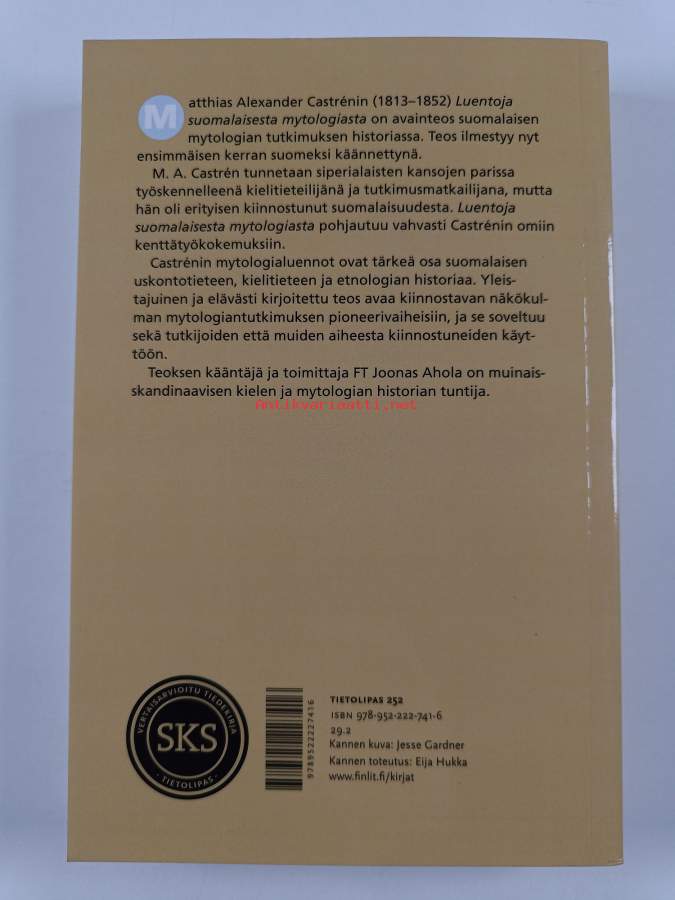 Matthias Alexander Castrénin (1813–1852) Luentoja
suomalaisesta mytologiasta on avainteos suomalaisen
mytologian tutkimuksen historiassa. Teos ilmestyy nyt
ensimmäisen kerran suomeksi käännettynä.
M. A. Castrén tunnetaan siperialaisten kansojen parissa
työskennelleenä kielitieteilijänä ja tutkimusmatkailijana, mutta
hän oli erityisen kiinnostunut suomalaisuudesta. Luentoja
suomalaisesta mytologiasta pohjautuu vahvasti Castrénin omiin
kenttätyökokemuksiin.
Castrénin mytologialuennot ovat tärkeä osa suomalaisen
uskontotieteen, kielitieteen ja etnologian historiaa. Yleis-
tajuinen ja elävästi kirjoitettu teos avaa kiinnostavan näkökul-
man mytologiantutkimuksen pioneerivaiheisiin, ja se soveltuu
sekä tutkijoiden että muiden aiheesta kiinnostuneiden käyt-
töön.
Teoksen kääntäjä ja toimittaja FT Joonas Ahola on muinais-
skandinaavisen kielen ja mytologian historian tuntija.
Antikvariaatti.net
VERTAISARVIOITU TIEDEKIRJA
SKS
· TIETOLIPAS ·
9789522227416
TIETOLIPAS 252
ISBN 978-952-222-741-6
29.2
Kannen kuva: Jesse Gardner
Kannen toteutus: Eija Hukka
www.finlit.fi/kirjat